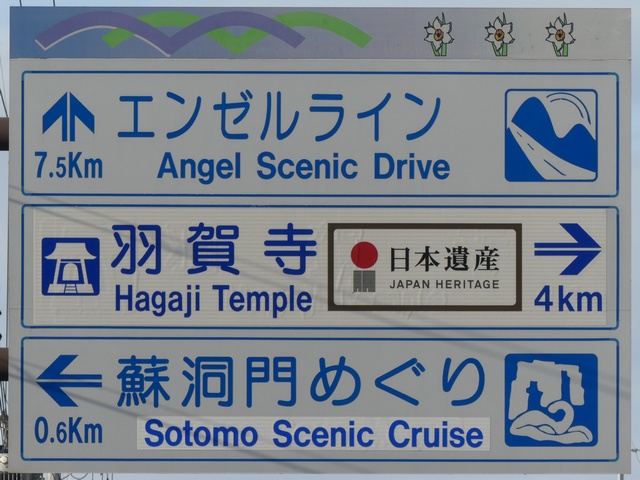 エンゼルライン
7.5Km Angel Scenic Drive
羽賀寺 日本遺産
JAPAN HERITAGE
Hagaji Temple 4km
蘇洞門めぐり
0.6Km Sotomo Scenic Cruise